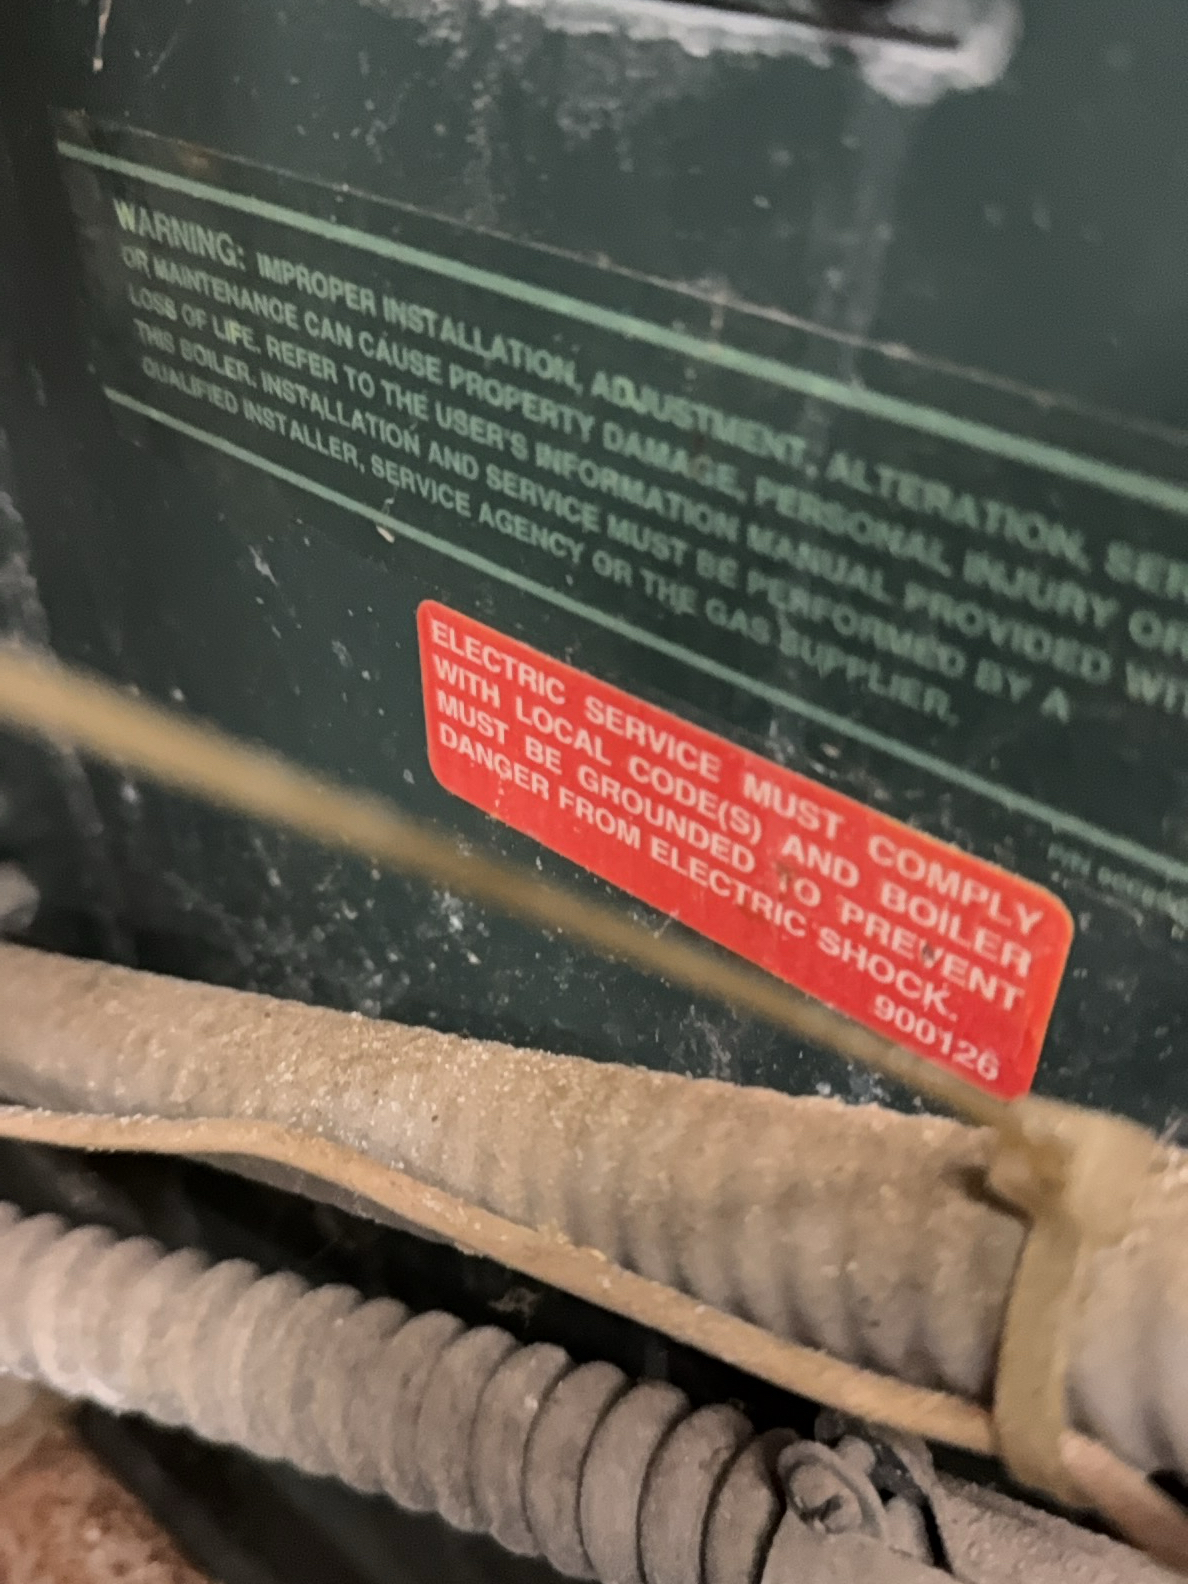 WARNING: IMPROPER INSTALLATION, ADJUSTMENT, ALTERATION, SER
OR MAINTENANCE CAN CAUSE PROPERTY DAMAGE, PERSONAL INJURY OR
LOSS OF LIFE. REFER TO THE USER'S INFORMATION MANUAL PROVIDED WIT
THIS BOILER. INSTALLATION AND SERVICE MUST BE PERFORMED BY A
QUALIFIED INSTALLER, SERVICE AGENCY OR THE GAS SUPPLIER.
P/N
ELECTRIC SERVICE MUST COMPLY
WITH LOCAL CODE(S) AND BOILER
MUST BE GROUNDED TO PREVENT
DANGER FROM ELECTRIC SHOCK.
900126